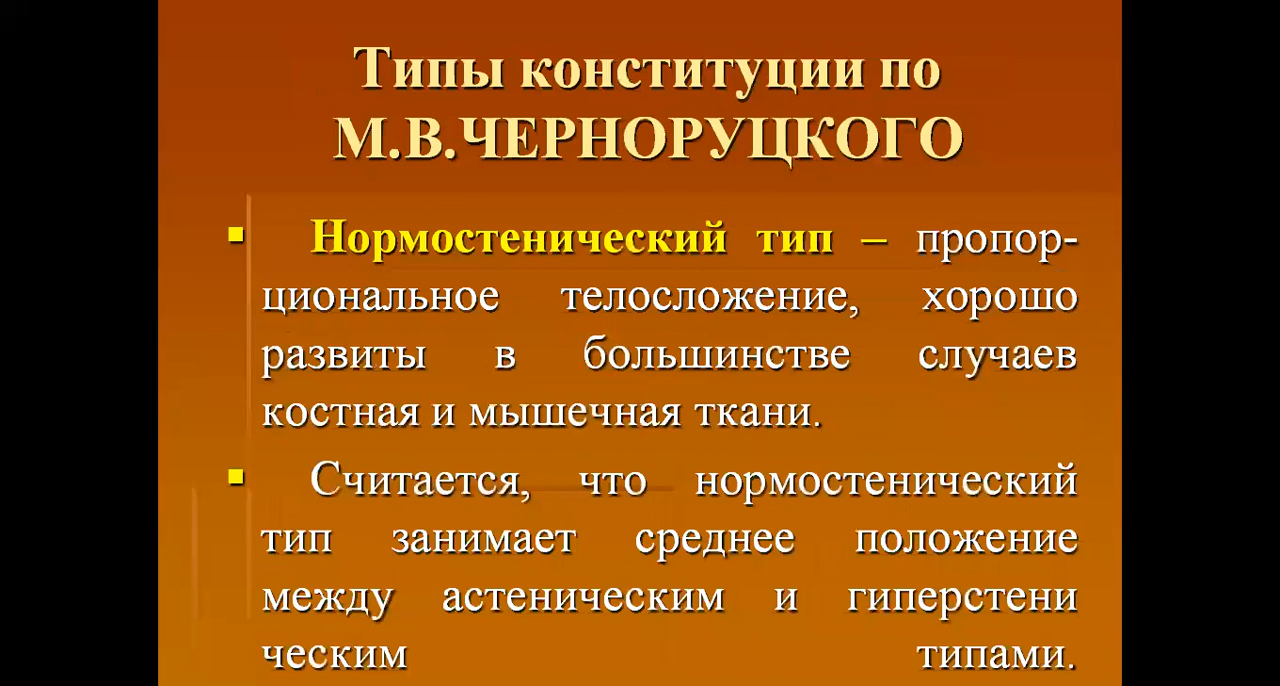 Типы конституции по
М.В.ЧЕРНОРУЦКОГО
Нормостенический тип – пропор-
циональное телосложение, хорошо
развиты в большинстве случаев
костная и мышечная ткани.
Считается, что нормостенический
тип занимает среднее положение
между астеническим и гиперстени
ческим типами.